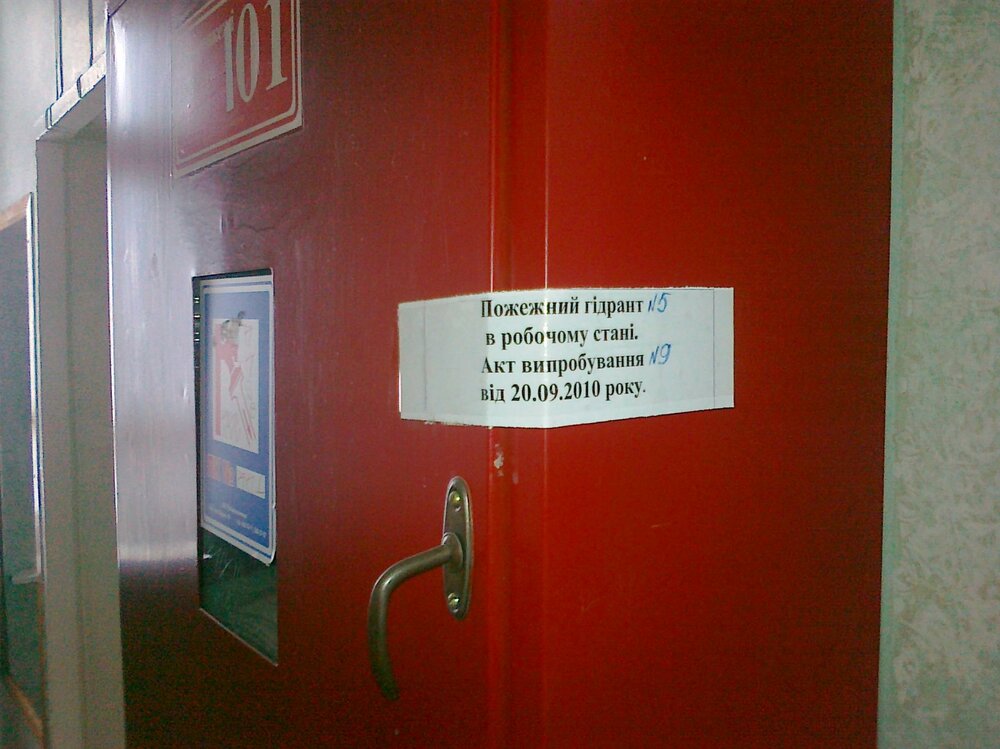 101
Пожежний гідрант №5
в робочому стані.
Акт випробування №9
від 20.09.2010 року.